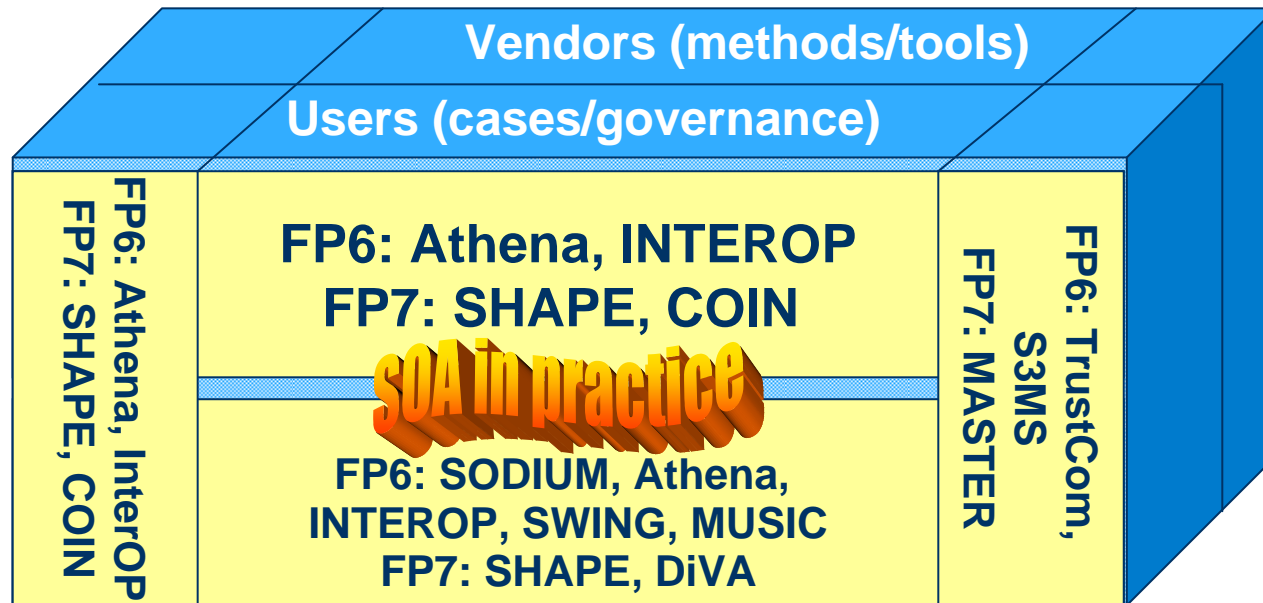 Vendors (methods/tools)
Users (cases/governance)
FP6: Athena, InterOP
FP7: SHAPE, COIN
FP6: Athena, INTEROP
FP7: SHAPE, COIN
SOA in practice
FP6: SODIUM, Athena,
INTEROP, SWING, MUSIC
FP7: SHAPE, DiVA
FP6: TrustCom,
S3MS
FP7: MASTER